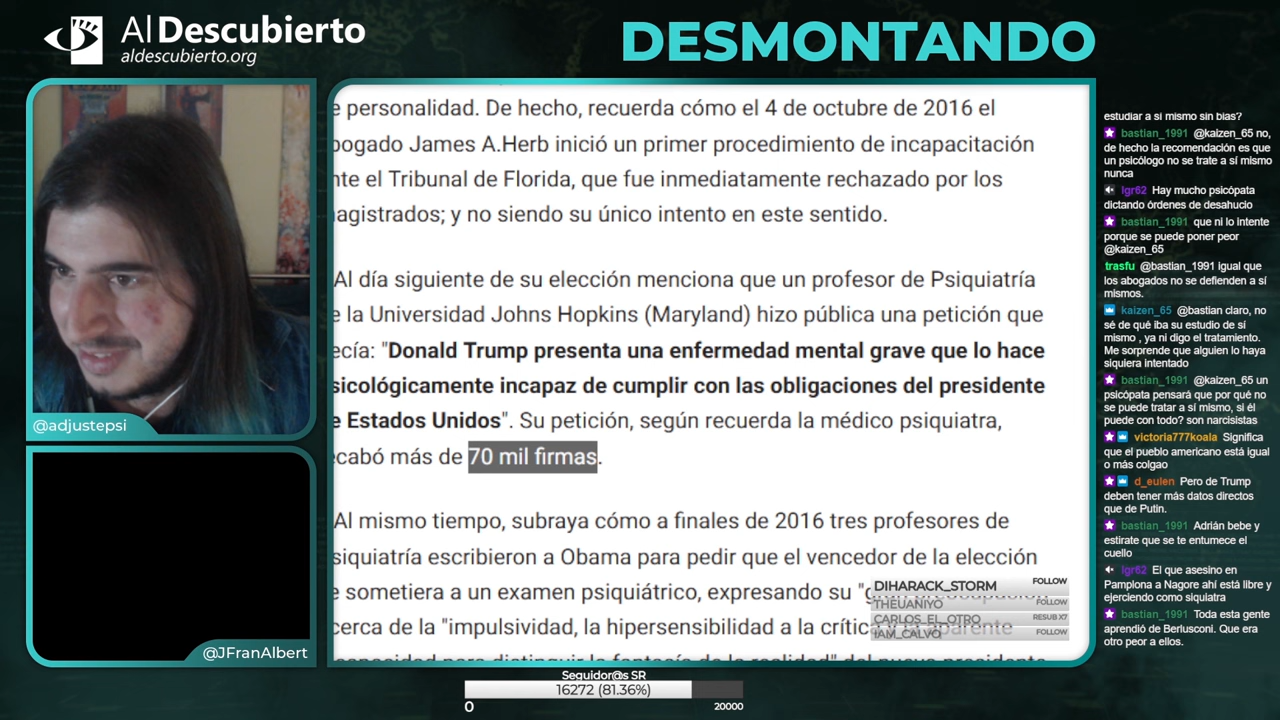 Al Descubierto
aldescubierto.org
DESMONTANDO
@adjustepsi
@JFranAlbert
e personalidad. De hecho, recuerda cómo el 4 de octubre de 2016 el
bogado James A.Herb inició un primer procedimiento de incapacitación
nte el Tribunal de Florida, que fue inmediatamente rechazado por los
agistrados; y no siendo su único intento en este sentido.
Al día siguiente de su elección menciona que un profesor de Psiquiatría
e la Universidad Johns Hopkins (Maryland) hizo pública una petición que
ecía: "Donald Trump presenta una enfermedad mental grave que lo hace
sicológicamente incapaz de cumplir con las obligaciones del presidente
e Estados Unidos". Su petición, según recuerda la médico psiquiatra,
ecabó más de 70 mil firmas.
Al mismo tiempo, subraya cómo a finales de 2016 tres profesores de
siquiatría escribieron a Obama para pedir que el vencedor de la elección
e sometiera a un examen psiquiátrico, expresando su "gran preocupación
cerca de la "impulsividad, la hipersensibilidad a la crítica y la aparente
capacidad para distinguir la fantasía de la realidad" del nuevo presidente
DIHARACK_STORM FOLLOW
THEUANIYO FOLLOW
CARLOS_EL_OTRO RESUB X7
IAM_CALVO FOLLOW
estudiar a sí mismo sin bias?
bastian_1991 @kaizen_65 no,
de hecho la recomendación es que
un psicólogo no se trate a sí mismo
nunca
lgr62 Hay mucho psicópata
dictando órdenes de desahucio
bastian_1991 que ni lo intente
porque se puede poner peor
@kaizen_65
trasfu @bastian_1991 igual que
los abogados no se defienden a sí
mismos.
kaizen_65 @bastian claro, no
sé de qué iba su estudio de sí
mismo , ya ni digo el tratamiento.
Me sorprende que alguien lo haya
siquiera intentado
bastian_1991 @kaizen_65 un
psicópata pensará que por qué no
se puede tratar a sí mismo, si él
puede con todo? son narcisistas
victoria777koala Significa
que el pueblo americano está igual
o más colgao
d_eulen Pero de Trump
deben tener más datos directos
que de Putin.
bastian_1991 Adrián bebe y
estirate que se te entumece el
cuello
lgr62 El que asesino en
Pamplona a Nagore ahí está libre y
ejerciendo como siquiatra
bastian_1991 Toda esta gente
aprendió de Berlusconi. Que era
otro peor a ellos.
Seguidor@s SR
16272 (81.36%)
0 20000